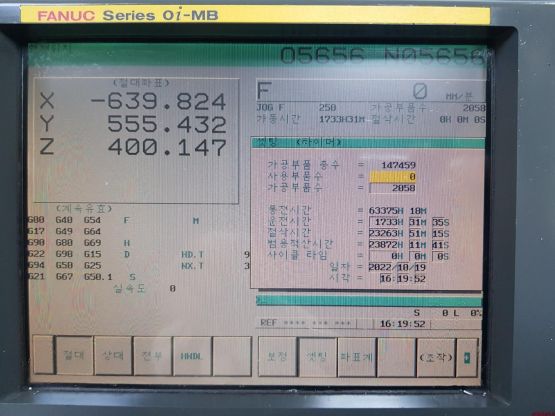 FANUC Series 0i-MB
O5656 N05656
(절대좌표)
X -639.824
Y 555.432
Z 400.147
F 0 MM/분
JOG F 250 가공부품수 2058
가동시간 1733H31M 절삭시간 0H 0M 0S
셋팅 (타이머)
가공부품 총수 = 147459
사용부품수 = 0
가공부품수 = 2058
통전시간 = 63375H 18M
운전시간 = 1733H 31M 35S
절삭시간 = 23263H 51M 15S
범용적산시간 = 23872H 11M 41S
사이클 타임 = 0H 0M 0S
일자 = 2022/10/19
시각 = 16:19:52
(계속유효)
G00 G40 G54 F M
G17 G49 G64
G90 G80 G69 H
G22 G98 G15 D HD.T 9
G94 G50 G25 NX.T 3
G21 G67 G50.1 S
실속도 0
S 0 L 0%
REF **** *** *** 16:19:52
절대 상대 전부 HNDL 보정 셋팅 좌표계 (조작)